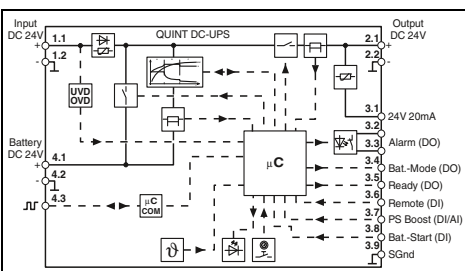 Input
DC 24V
QUINT DC-UPS
Output
DC 24V
1.1
+
1.2
-
2.1
+
2.2
-
UVD
OVD
3.1
24V 20mA
3.2
Alarm (DO)
3.3
Battery
DC 24V
4.1
+
4.2
-
4.3
µC
COM
µC
3.4
Bat.-Mode (DO)
3.5
Ready (DO)
3.6
Remote (DI)
3.7
PS Boost (DI/AI)
3.8
Bat.-Start (DI)
3.9
SGnd
ϑ